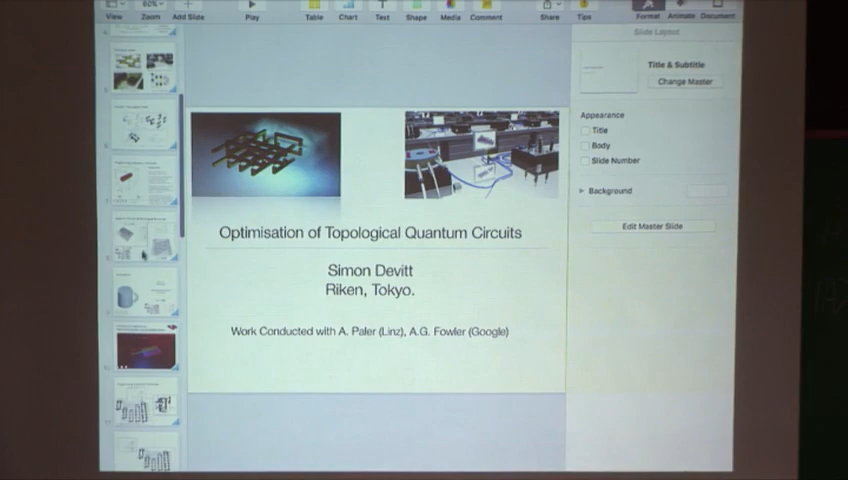 View
60%
Zoom
Add Slide
Play
Table
Chart
Text
Shape
Media
Comment
Share
Tips
Format
Animate
Document
Slide Layout
Title & Subtitle
Change Master
Appearance
Title
Body
Slide Number
Background
Edit Master Slide
Optimisation of Topological Quantum Circuits
Simon Devitt
Riken, Tokyo.
Work Conducted with A. Paler (Linz), A.G. Fowler (Google)